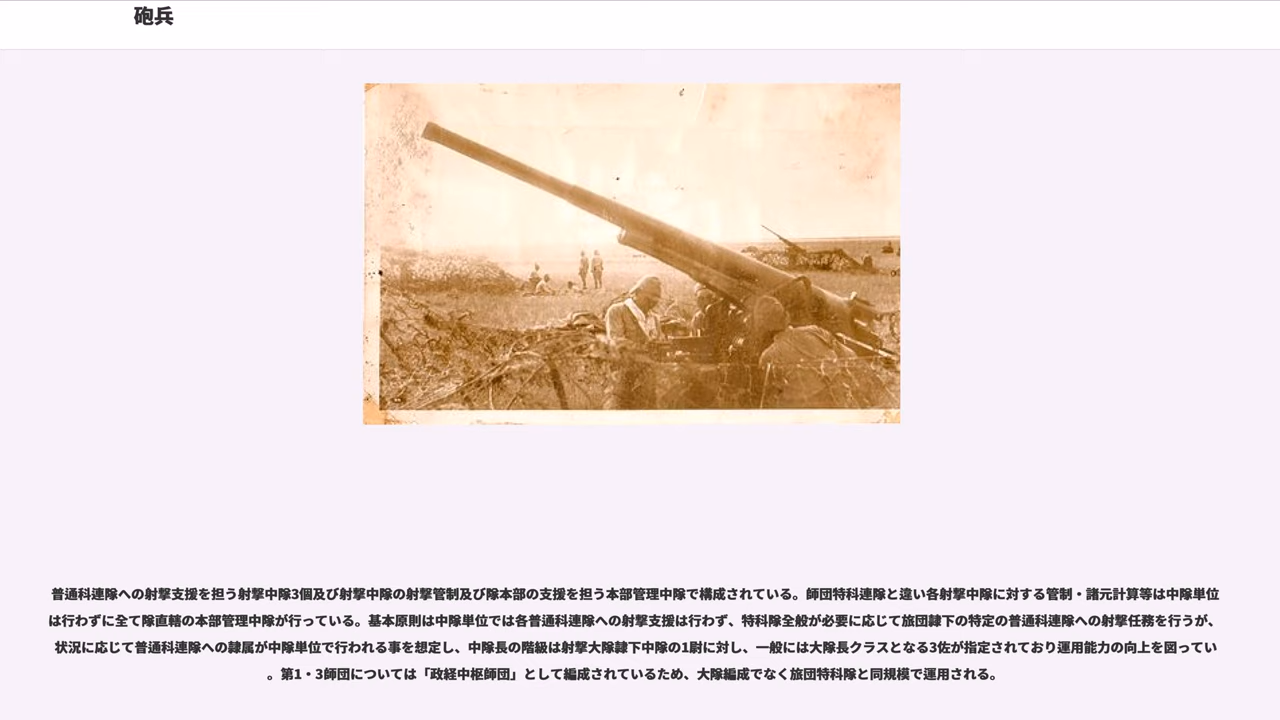 砲兵
普通科連隊への射撃支援を担う射撃中隊3個及び射撃中隊の射撃管制及び隊本部の支援を担う本部管理中隊で構成されている。師団特科連隊と違い各射撃中隊に対する管制・諸元計算等は中隊単位
は行わずに全て隊直轄の本部管理中隊が行っている。基本原則は中隊単位では各普通科連隊への射撃支援は行わず、特科隊全般が必要に応じて旅団隷下の特定の普通科連隊への射撃任務を行うが、
状況に応じて普通科連隊への隷属が中隊単位で行われる事を想定し、中隊長の階級は射撃大隊隷下中隊の1尉に対し、一般には大隊長クラスとなる3佐が指定されており運用能力の向上を図ってい
。第1・3師団については「政経中枢師団」として編成されているため、大隊編成でなく旅団特科隊と同規模で運用される。